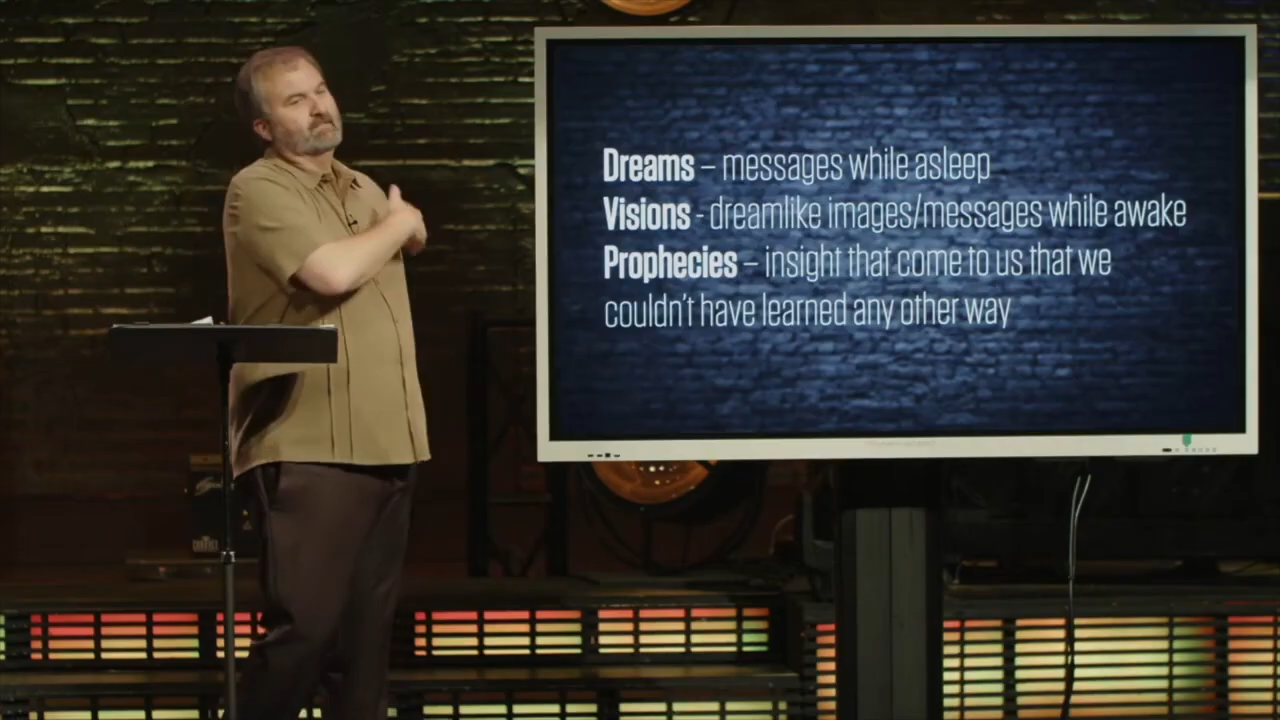 Dreams – messages while asleep
Visions - dreamlike images/messages while awake
Prophecies – insight that come to us that we
couldn't have learned any other way